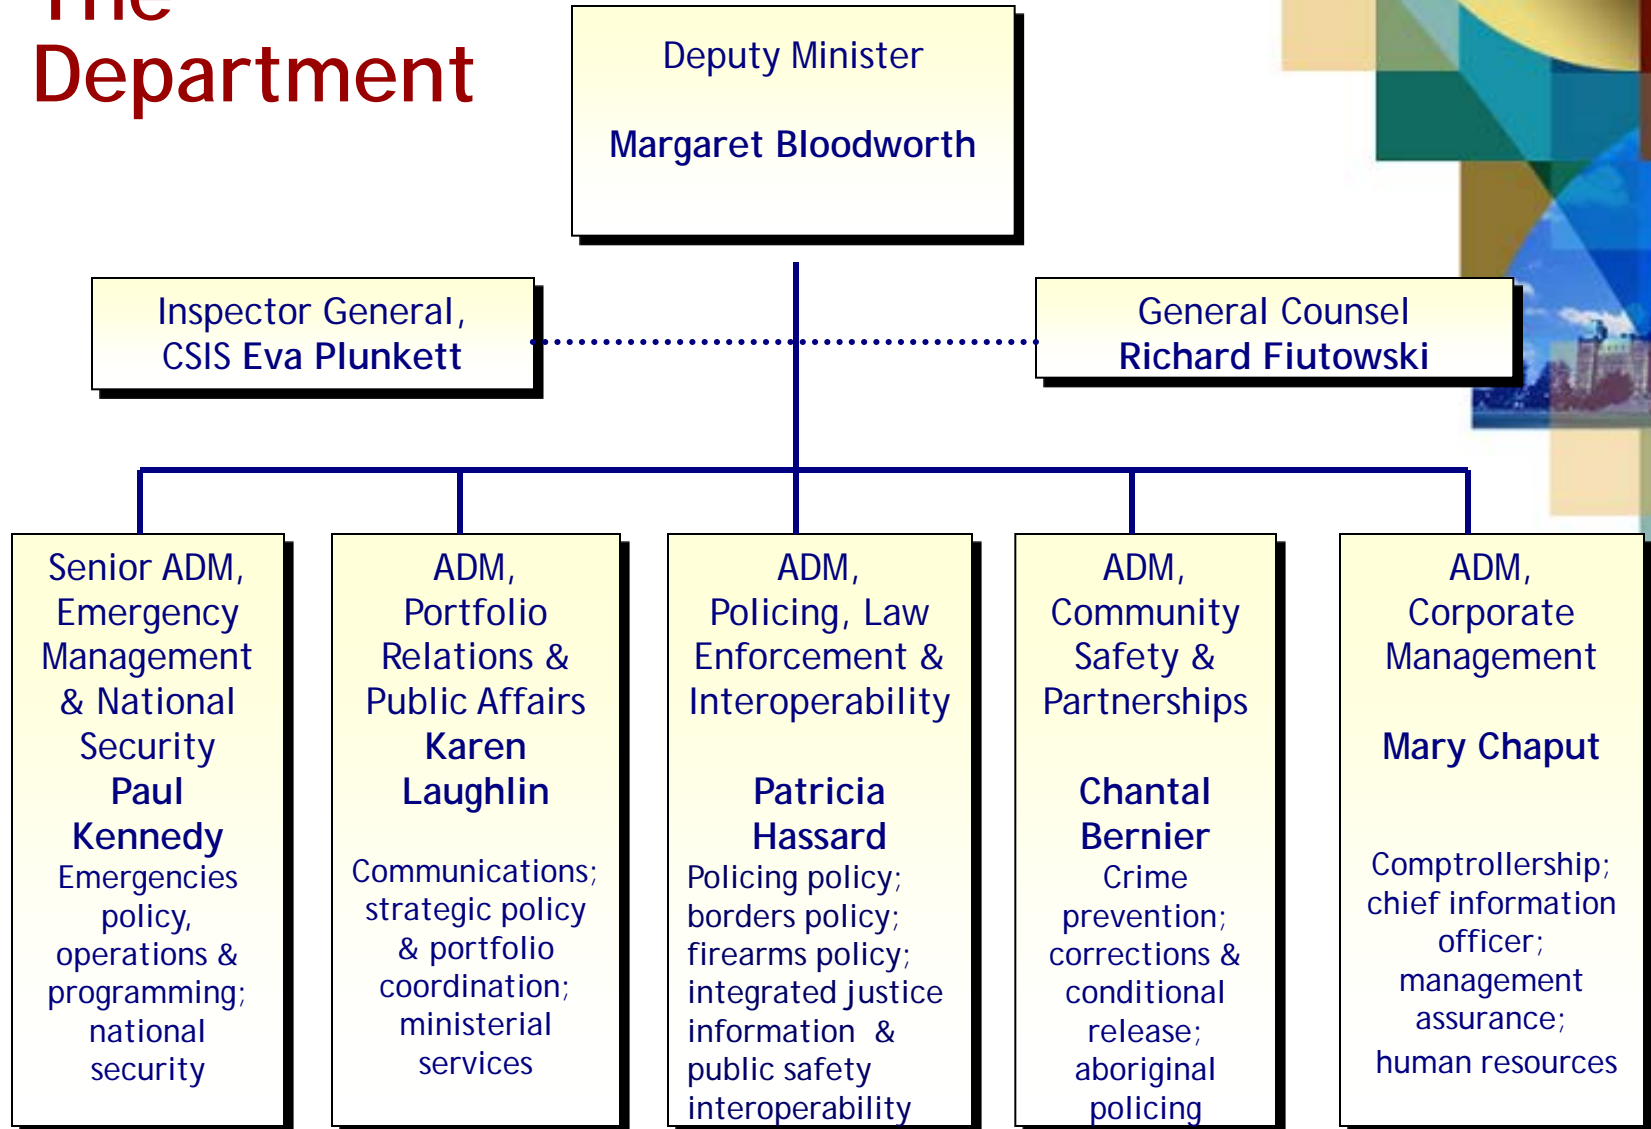 The
Department
Deputy Minister
Margaret Bloodworth
Inspector General,
CSIS Eva Plunkett
General Counsel
Richard Fiutowski
Senior ADM,
Emergency
Management
& National
Security
Paul
Kennedy
Emergencies
policy,
operations &
programming;
national
security
ADM,
Portfolio
Relations &
Public Affairs
Karen
Laughlin
Communications;
strategic policy
& portfolio
coordination;
ministerial
services
ADM,
Policing, Law
Enforcement &
Interoperability
Patricia
Hassard
Policing policy;
borders policy;
firearms policy;
integrated justice
information &
public safety
interoperability
ADM,
Community
Safety &
Partnerships
Chantal
Bernier
Crime
prevention;
corrections &
conditional
release;
aboriginal
policing
ADM,
Corporate
Management
Mary Chaput
Comptrollership;
chief information
officer;
management
assurance;
human resources